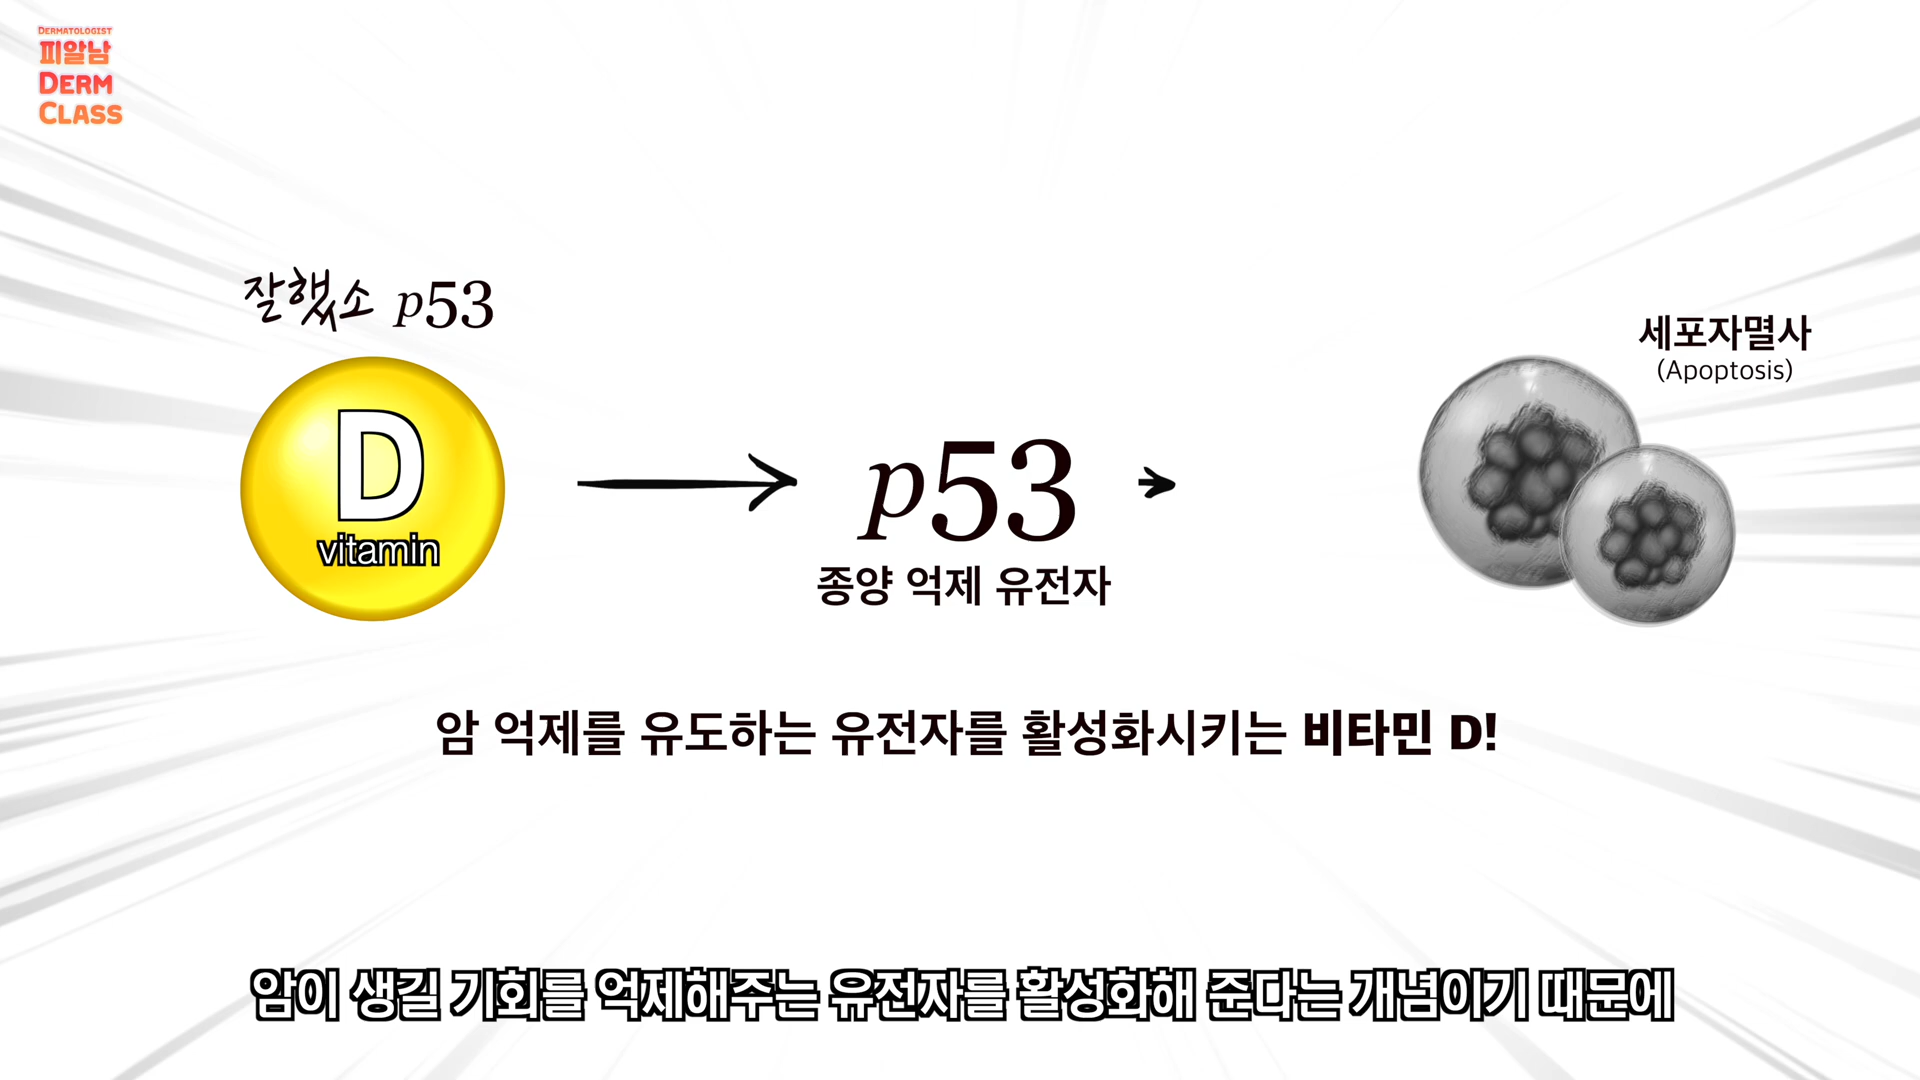 DERMATOLOGIST
피알남
DERM
CLASS
잘했소 p53
세포자멸사
(Apoptosis)
D
vitamin
p53
종양 억제 유전자
암 억제를 유도하는 유전자를 활성화시키는 비타민 D!
암이 생길 기회를 억제해주는 유전자를 활성화해 준다는 개념이기 때문에